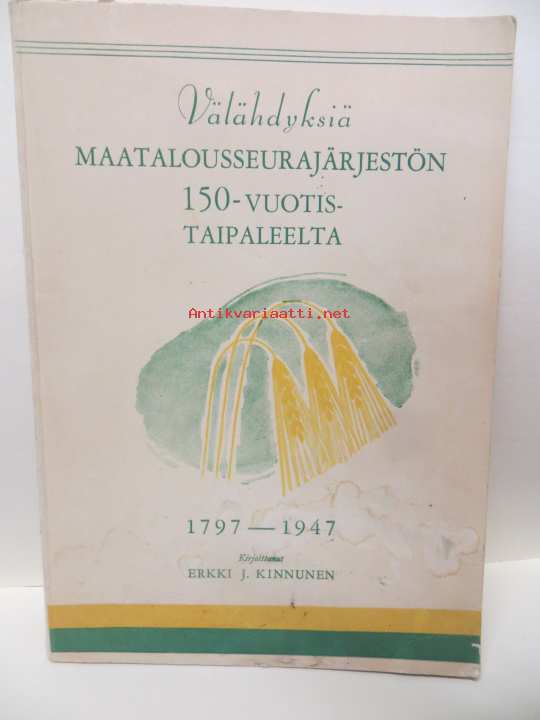 Välähdyksiä
MAATALOUSSEURAJÄRJESTÖN
150-VUOTIS-
TAIPALEELTA
Antikvariaatti.net
1797—1947
Kirjoittanut
ERKKI J. KINNUNEN